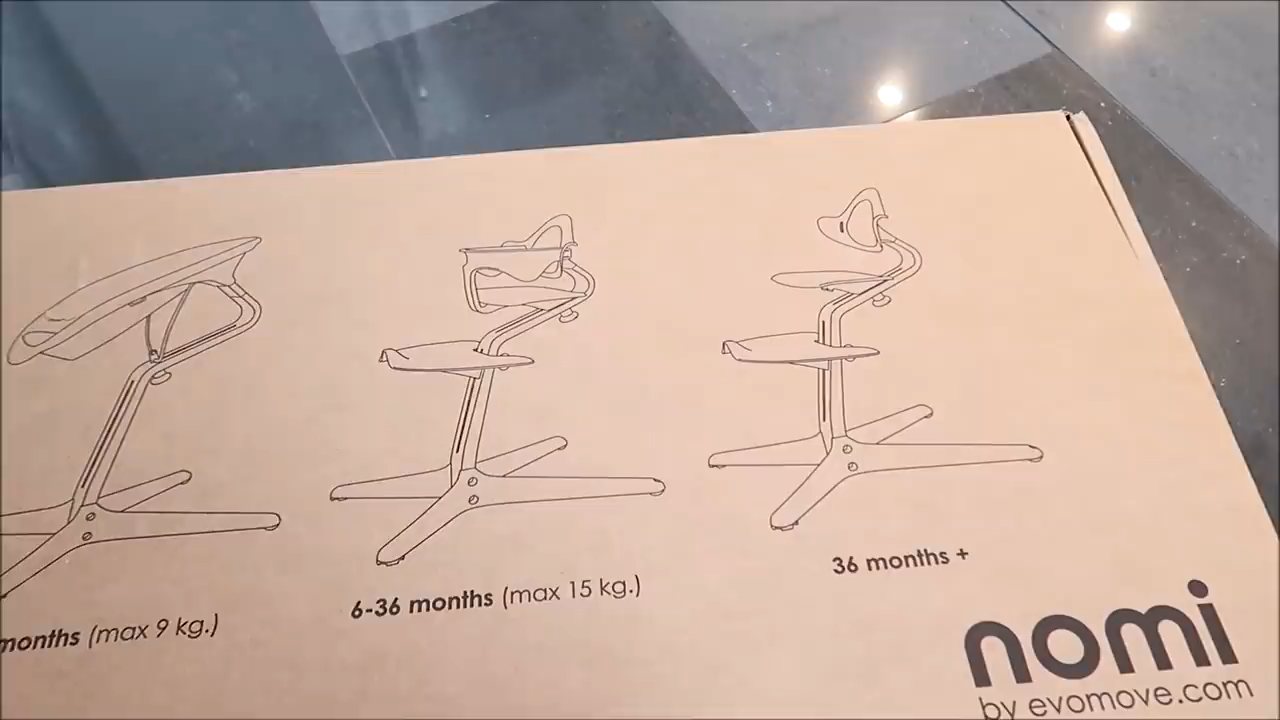 months (max 9 kg.)
6-36 months (max 15 kg.)
36 months +
nomi
by evomove.com